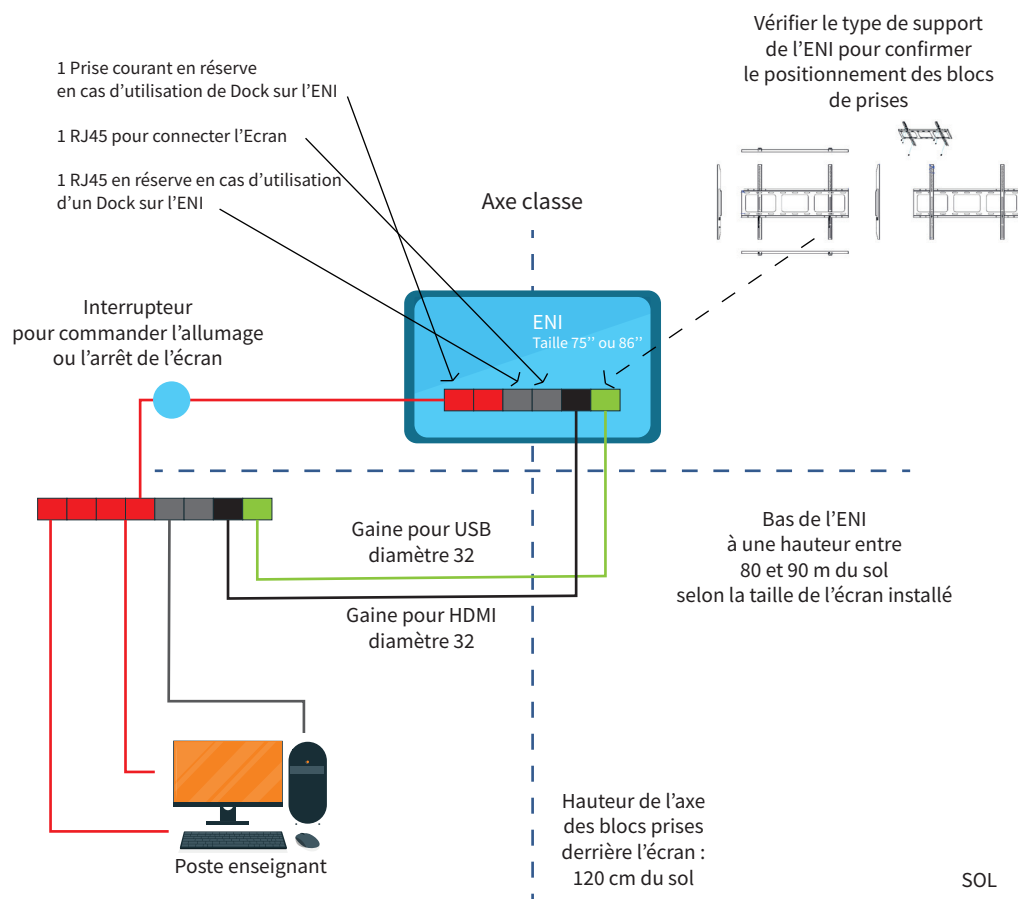 Vérifier le type de support
de l’ENI pour confirmer
le positionnement des blocs
de prises
1 Prise courant en réserve
en cas d’utilisation de Dock sur l’ENI
1 RJ45 pour connecter l’Ecran
1 RJ45 en réserve en cas d’utilisation
d’un Dock sur l’ENI
Axe classe
Interrupteur
pour commander l’allumage
ou l’arrêt de l’écran
ENI
Taille 75’’ ou 86’’
Gaine pour USB
diamètre 32
Gaine pour HDMI
diamètre 32
Bas de l’ENI
à une hauteur entre
80 et 90 m du sol
selon la taille de l’écran installé
Poste enseignant
Hauteur de l’axe
des blocs prises
derrière l’écran :
120 cm du sol
SOL